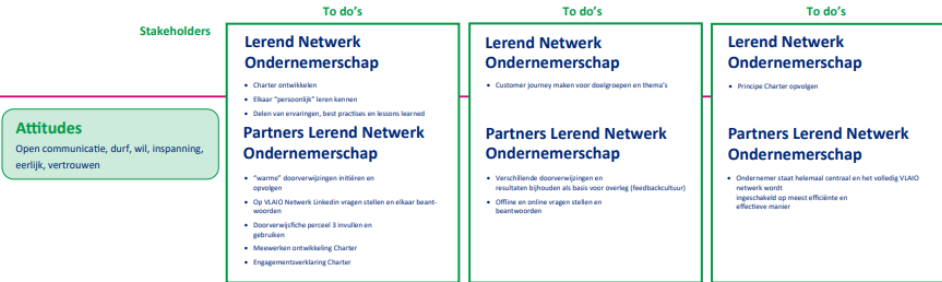 To do's
To do's
To do's
Stakeholders
Lerend Netwerk
Ondernemerschap
• Charter ontwikkelen
• Elkaar "persoonlijk" leren kennen
• Delen van ervaringen, best practises en lessons learned
Partners Lerend Netwerk
Ondernemerschap
• "warme" doorverwijzingen initiëren en
opvolgen
• Op VLAIO Netwerk Linkedin vragen stellen en elkaar beant-
woorden
• Doorverwijsfiche perceel 3 invullen en
gebruiken
• Meewerken ontwikkeling Charter
• Engagementsverklaring Charter
Lerend Netwerk
Ondernemerschap
• Customer journey maken voor doelgroepen en thema's
Partners Lerend Netwerk
Ondernemerschap
• Verschillende doorverwijzingen en
resultaten bijhouden als basis voor overleg (feedbackcultuur)
• Offline en online vragen stellen en
beantwoorden
Lerend Netwerk
Ondernemerschap
• Principe Charter opvolgen
Partners Lerend Netwerk
Ondernemerschap
• Ondernemer staat helemaal centraal en het volledig VLAIO
netwerk wordt
ingeschakeld op meest efficiënte en
effectieve manier
Attitudes
Open communicatie, durf, wil, inspanning,
eerlijk, vertrouwen